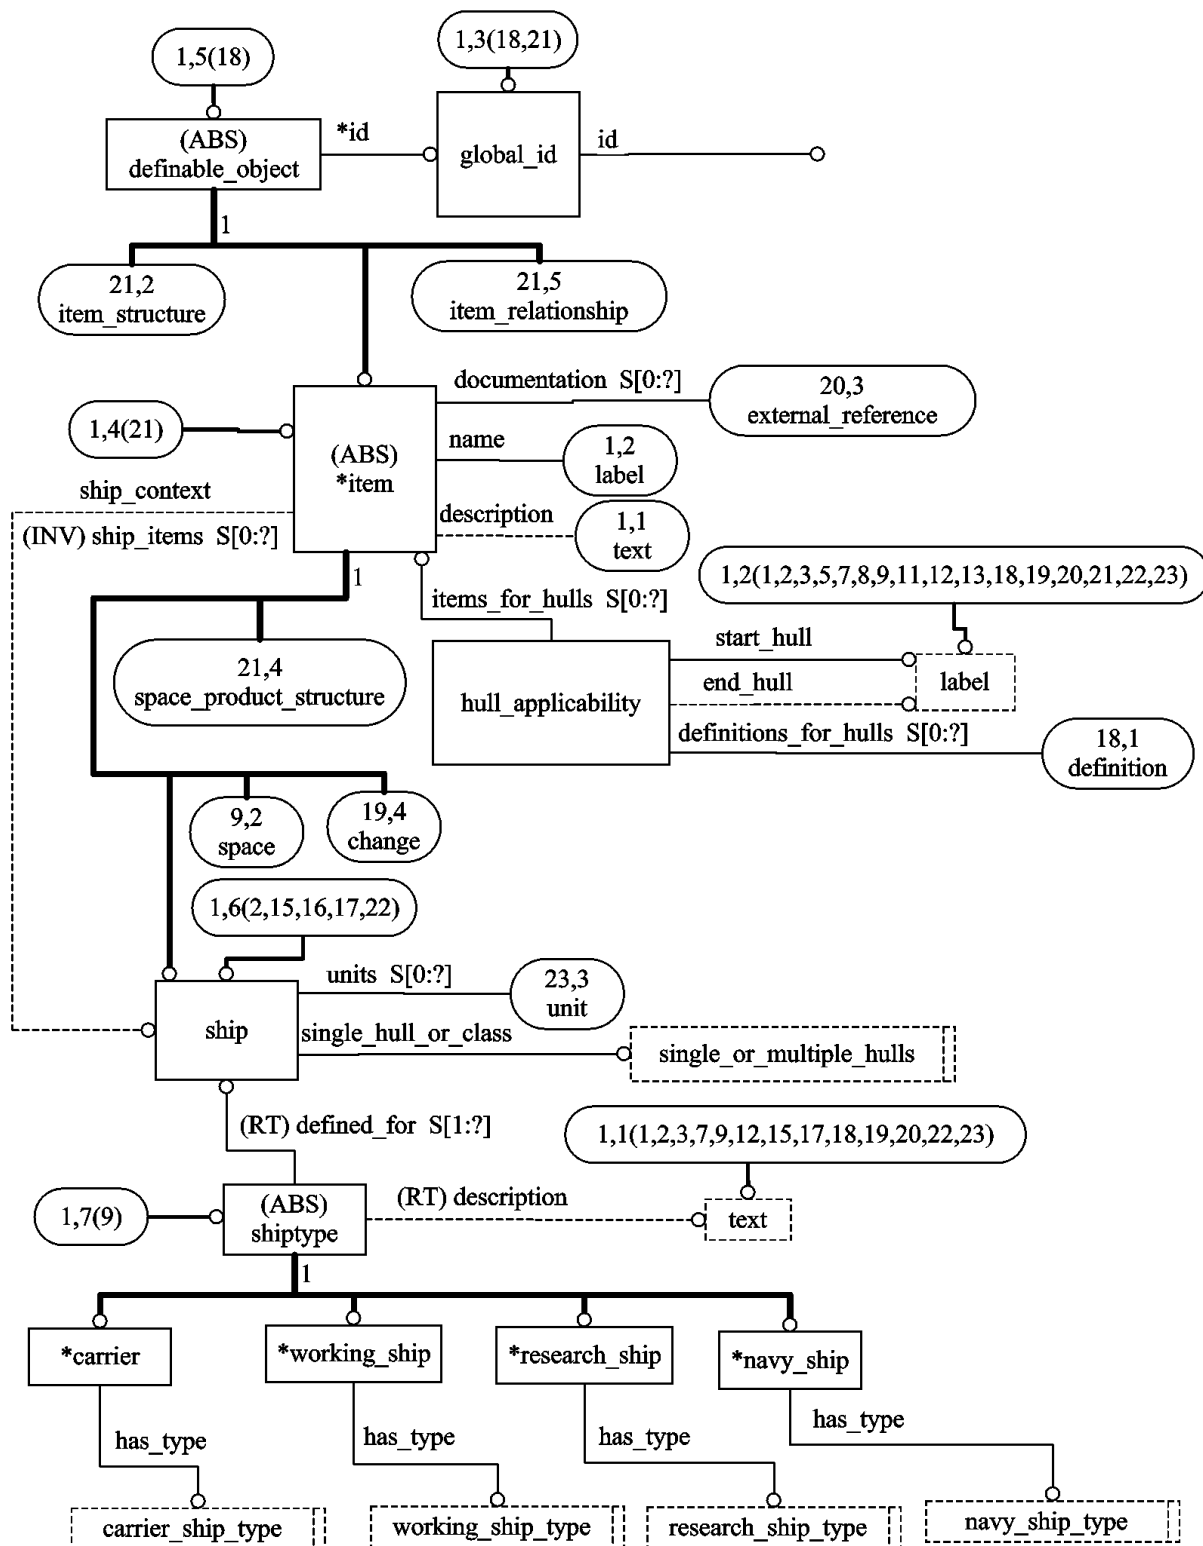 1,5(18)
1,3(18,21)
(ABS)
definable_object
*id
global_id
id
1
21,2
item_structure
21,5
item_relationship
documentation S[0:?]
20,3
external_reference
1,4(21)
(ABS)
*item
name
1,2
label
ship_context
(INV) ship_items S[0:?]
description
1,1
text
1
1,2(1,2,3,5,7,8,9,11,12,13,18,19,20,21,22,23)
items_for_hulls S[0:?]
start_hull
21,4
space_product_structure
hull_applicability
end_hull
label
definitions_for_hulls S[0:?]
18,1
definition
9,2
space
19,4
change
1,6(2,15,16,17,22)
units S[0:?]
23,3
unit
ship
single_hull_or_class
single_or_multiple_hulls
(RT) defined_for S[1:?]
1,1(1,2,3,7,9,12,15,17,18,19,20,22,23)
1,7(9)
(ABS)
shiptype
(RT) description
text
1
*carrier
*working_ship
*research_ship
*navy_ship
has_type
has_type
has_type
has_type
carrier_ship_type
working_ship_type
research_ship_type
navy_ship_type